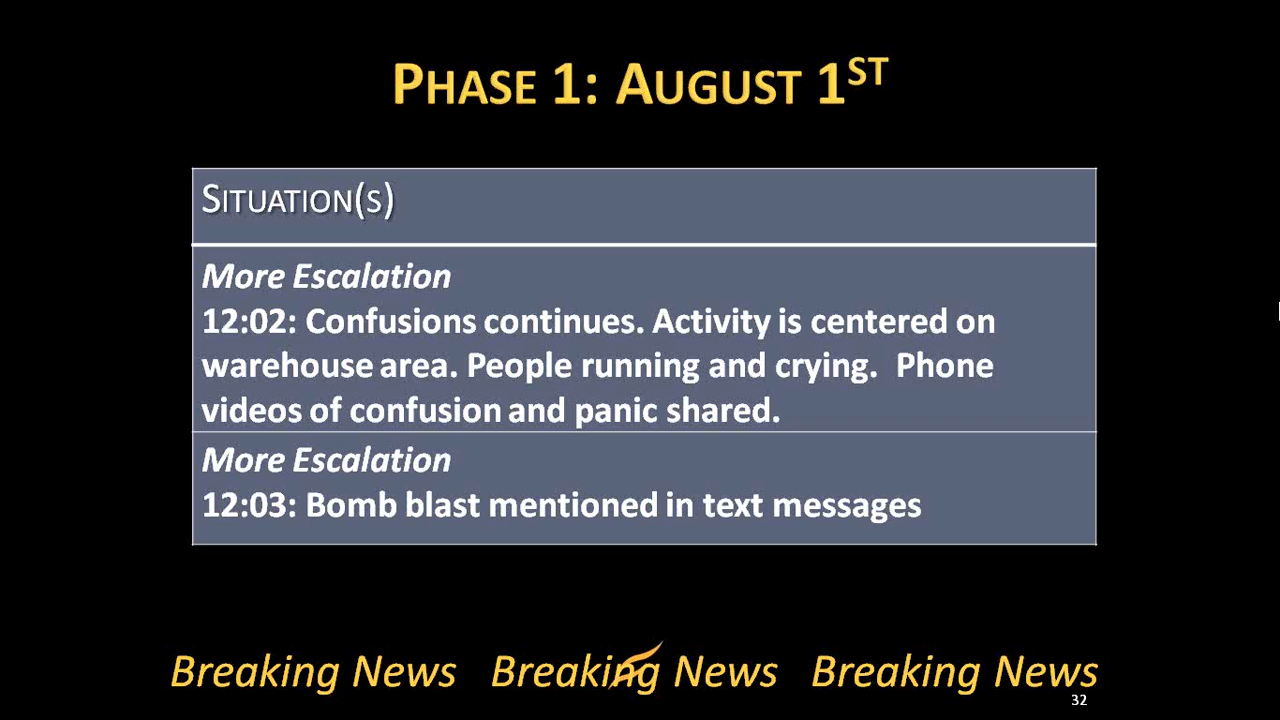 PHASE 1: AUGUST 1ST
SITUATION(S)
More Escalation
12:02: Confusions continues. Activity is centered on
warehouse area. People running and crying.  Phone
videos of confusion and panic shared.
More Escalation
12:03: Bomb blast mentioned in text messages
Breaking News   Breaking News   Breaking News
32